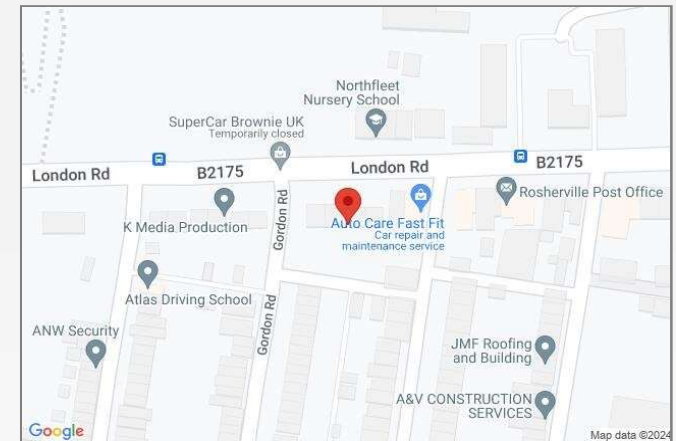 Northfleet
Nursery School
SuperCar Brownie UK
Temporarily closed
London Rd
B2175
London Rd
B2175
Rosherville Post Office
K Media Production
Gordon Rd
Auto Care Fast Fit
Car repair and
maintenance service
Atlas Driving School
Gordon Rd
ANW Security
JMF Roofing
and Building
A&V CONSTRUCTION
SERVICES
Google
Map data ©2024